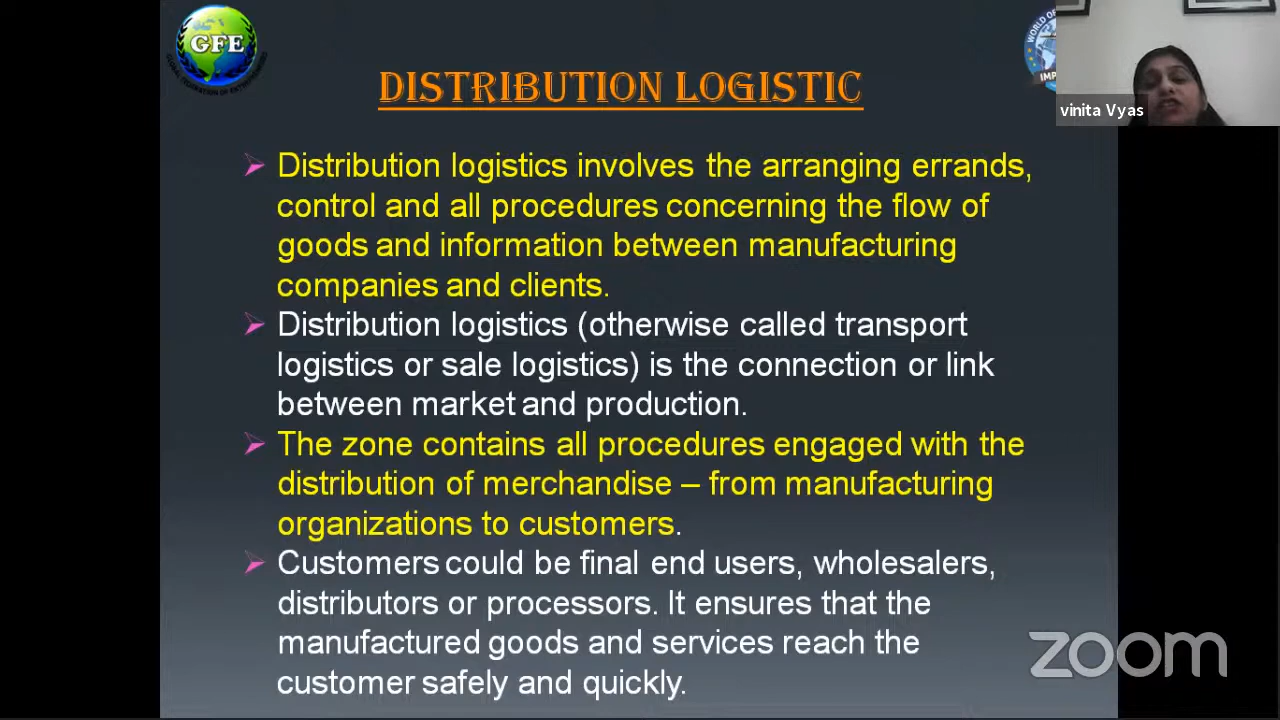 GFE
DISTRIBUTION LOGISTIC
WORLD OF
IMP
vinita Vyas
Distribution logistics involves the arranging errands,
control and all procedures concerning the flow of
goods and information between manufacturing
companies and clients.
Distribution logistics (otherwise called transport
logistics or sale logistics) is the connection or link
between market and production.
The zone contains all procedures engaged with the
distribution of merchandise – from manufacturing
organizations to customers.
Customers could be final end users, wholesalers,
distributors or processors. It ensures that the
manufactured goods and services reach the
customer safely and quickly.
zoom